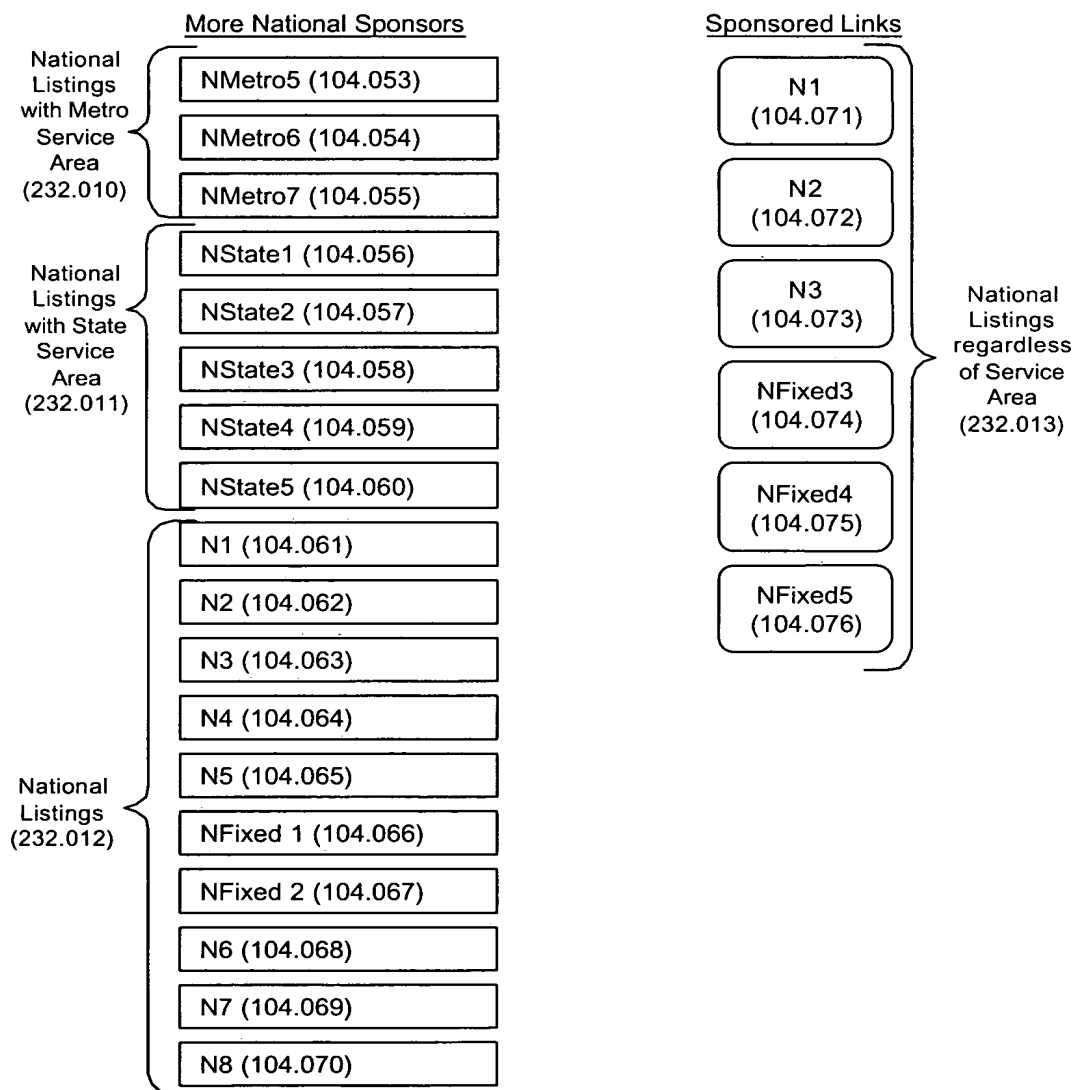 More National Sponsors
National
Listings
with Metro
Service
Area
(232.010)
NMetro5 (104.053)
NMetro6 (104.054)
NMetro7 (104.055)
National
Listings
with State
Service
Area
(232.011)
NState1 (104.056)
NState2 (104.057)
NState3 (104.058)
NState4 (104.059)
NState5 (104.060)
National
Listings
(232.012)
N1 (104.061)
N2 (104.062)
N3 (104.063)
N4 (104.064)
N5 (104.065)
NFixed 1 (104.066)
NFixed 2 (104.067)
N6 (104.068)
N7 (104.069)
N8 (104.070)
Sponsored Links
N1
(104.071)
N2
(104.072)
N3
(104.073)
NFixed3
(104.074)
NFixed4
(104.075)
NFixed5
(104.076)
National
Listings
regardless
of Service
Area
(232.013)